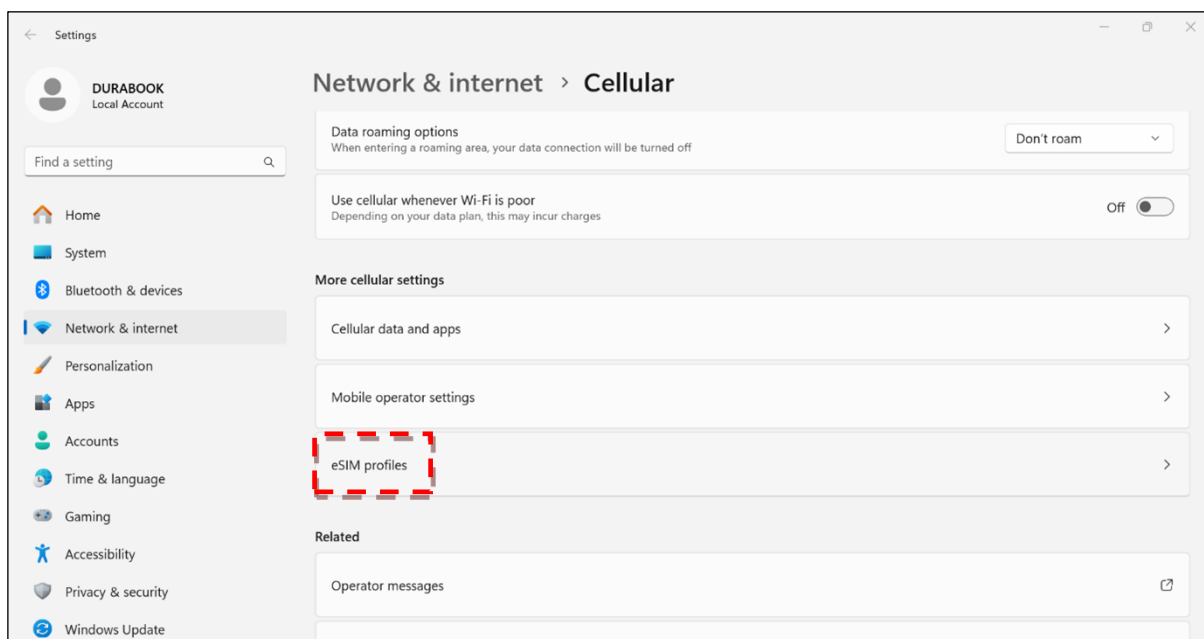 Settings
DURABOOK
Local Account
Find a setting
Home
System
Bluetooth & devices
Network & internet
Personalization
Apps
Accounts
Time & language
Gaming
Accessibility
Privacy & security
Windows Update
Network & internet > Cellular
Data roaming options
When entering a roaming area, your data connection will be turned off
Don't roam
Use cellular whenever Wi-Fi is poor
Depending on your data plan, this may incur charges
Off
More cellular settings
Cellular data and apps
Mobile operator settings
eSIM profiles
Related
Operator messages